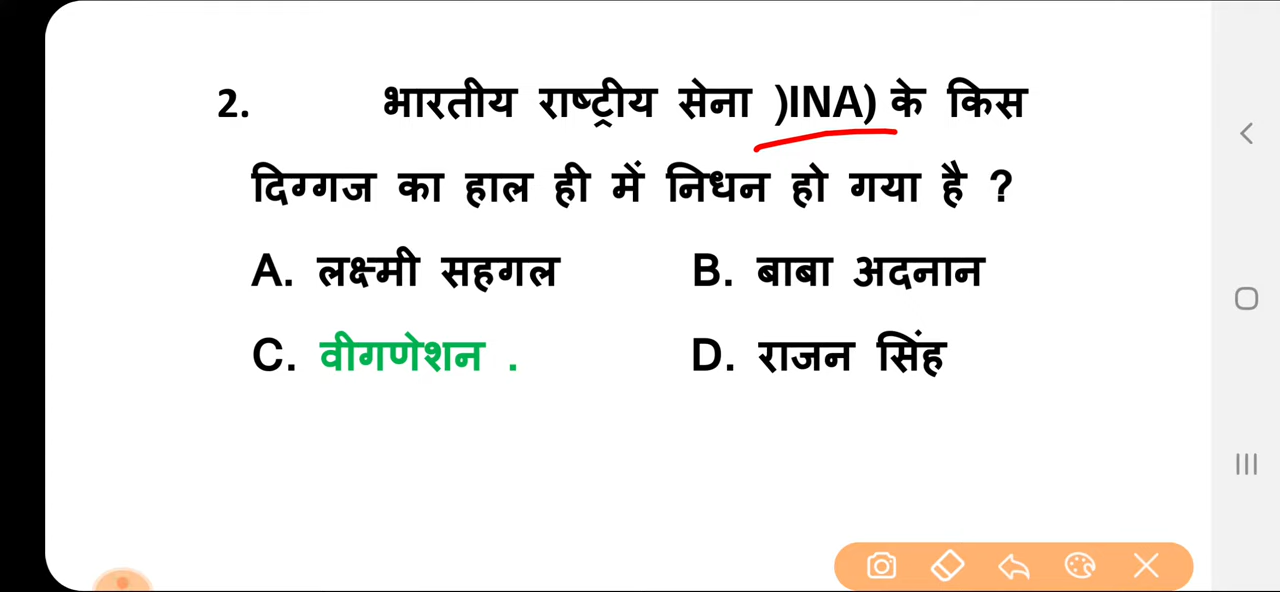 2. भारतीय राष्ट्रीय सेना )INA) के किस
दिग्गज का हाल ही में निधन हो गया है ?
A. लक्ष्मी सहगल B. बाबा अदनान
C. वीगणेशन . D. राजन सिंह